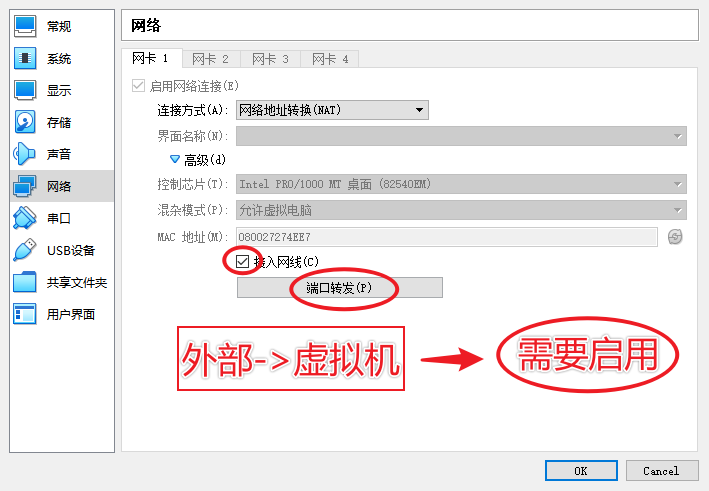 常规
系统
显示
存储
声音
网络
串口
USB设备
共享文件夹
用户界面
网络
网卡 1 网卡 2 网卡 3 网卡 4
启用网络连接(E)
连接方式(A): 网络地址转换(NAT)
界面名称(N):
高级(d)
控制芯片(T): Intel PRO/1000 MT 桌面 (82540EM)
混杂模式(P): 允许虚拟电脑
MAC 地址(M): 080027274EE7
接入网线(C)
端口转发(P)
外部->虚拟机 需要启用
OK Cancel